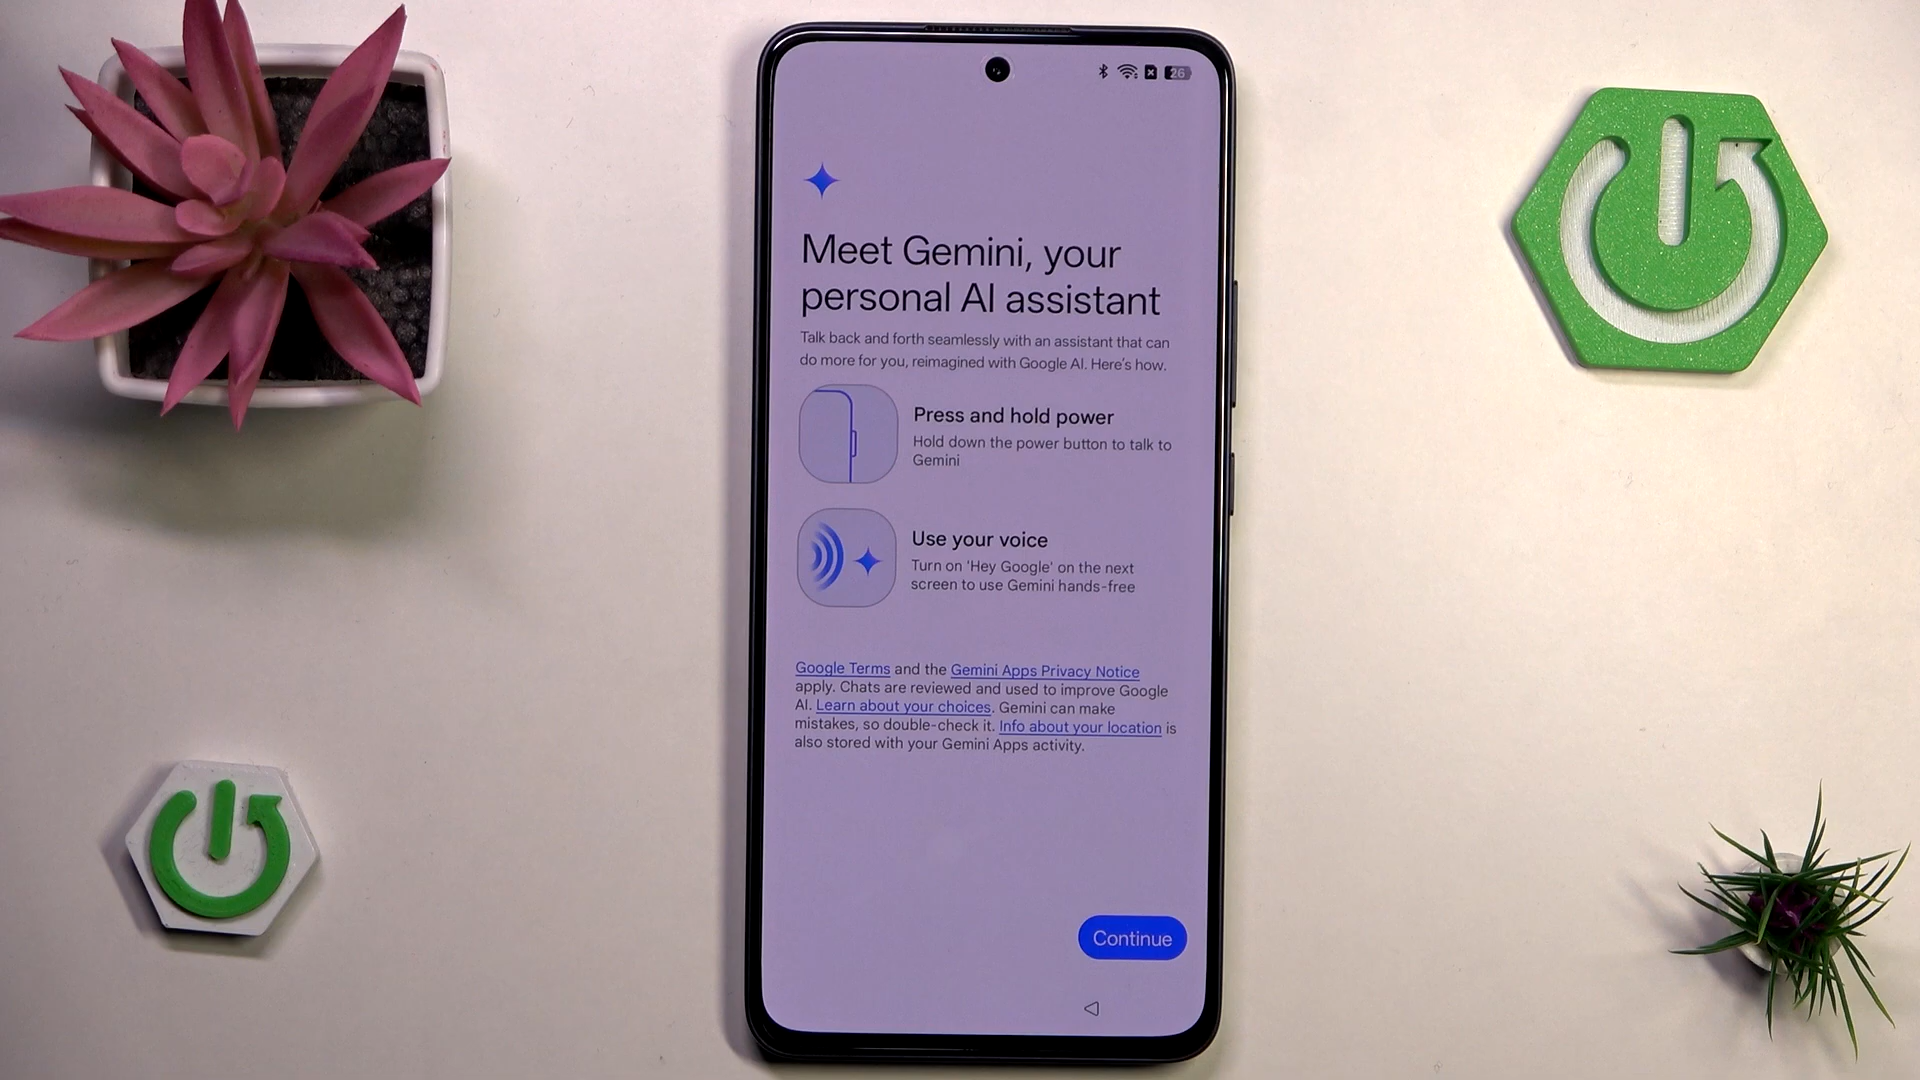 26
Meet Gemini, your
personal AI assistant
Talk back and forth seamlessly with an assistant that can
do more for you, reimagined with Google AI. Here's how.
Press and hold power
Hold down the power button to talk to
Gemini
Use your voice
Turn on 'Hey Google' on the next
screen to use Gemini hands-free
Google Terms and the Gemini Apps Privacy Notice
apply. Chats are reviewed and used to improve Google
AI. Learn about your choices. Gemini can make
mistakes, so double-check it. Info about your location is
also stored with your Gemini Apps activity.
Continue